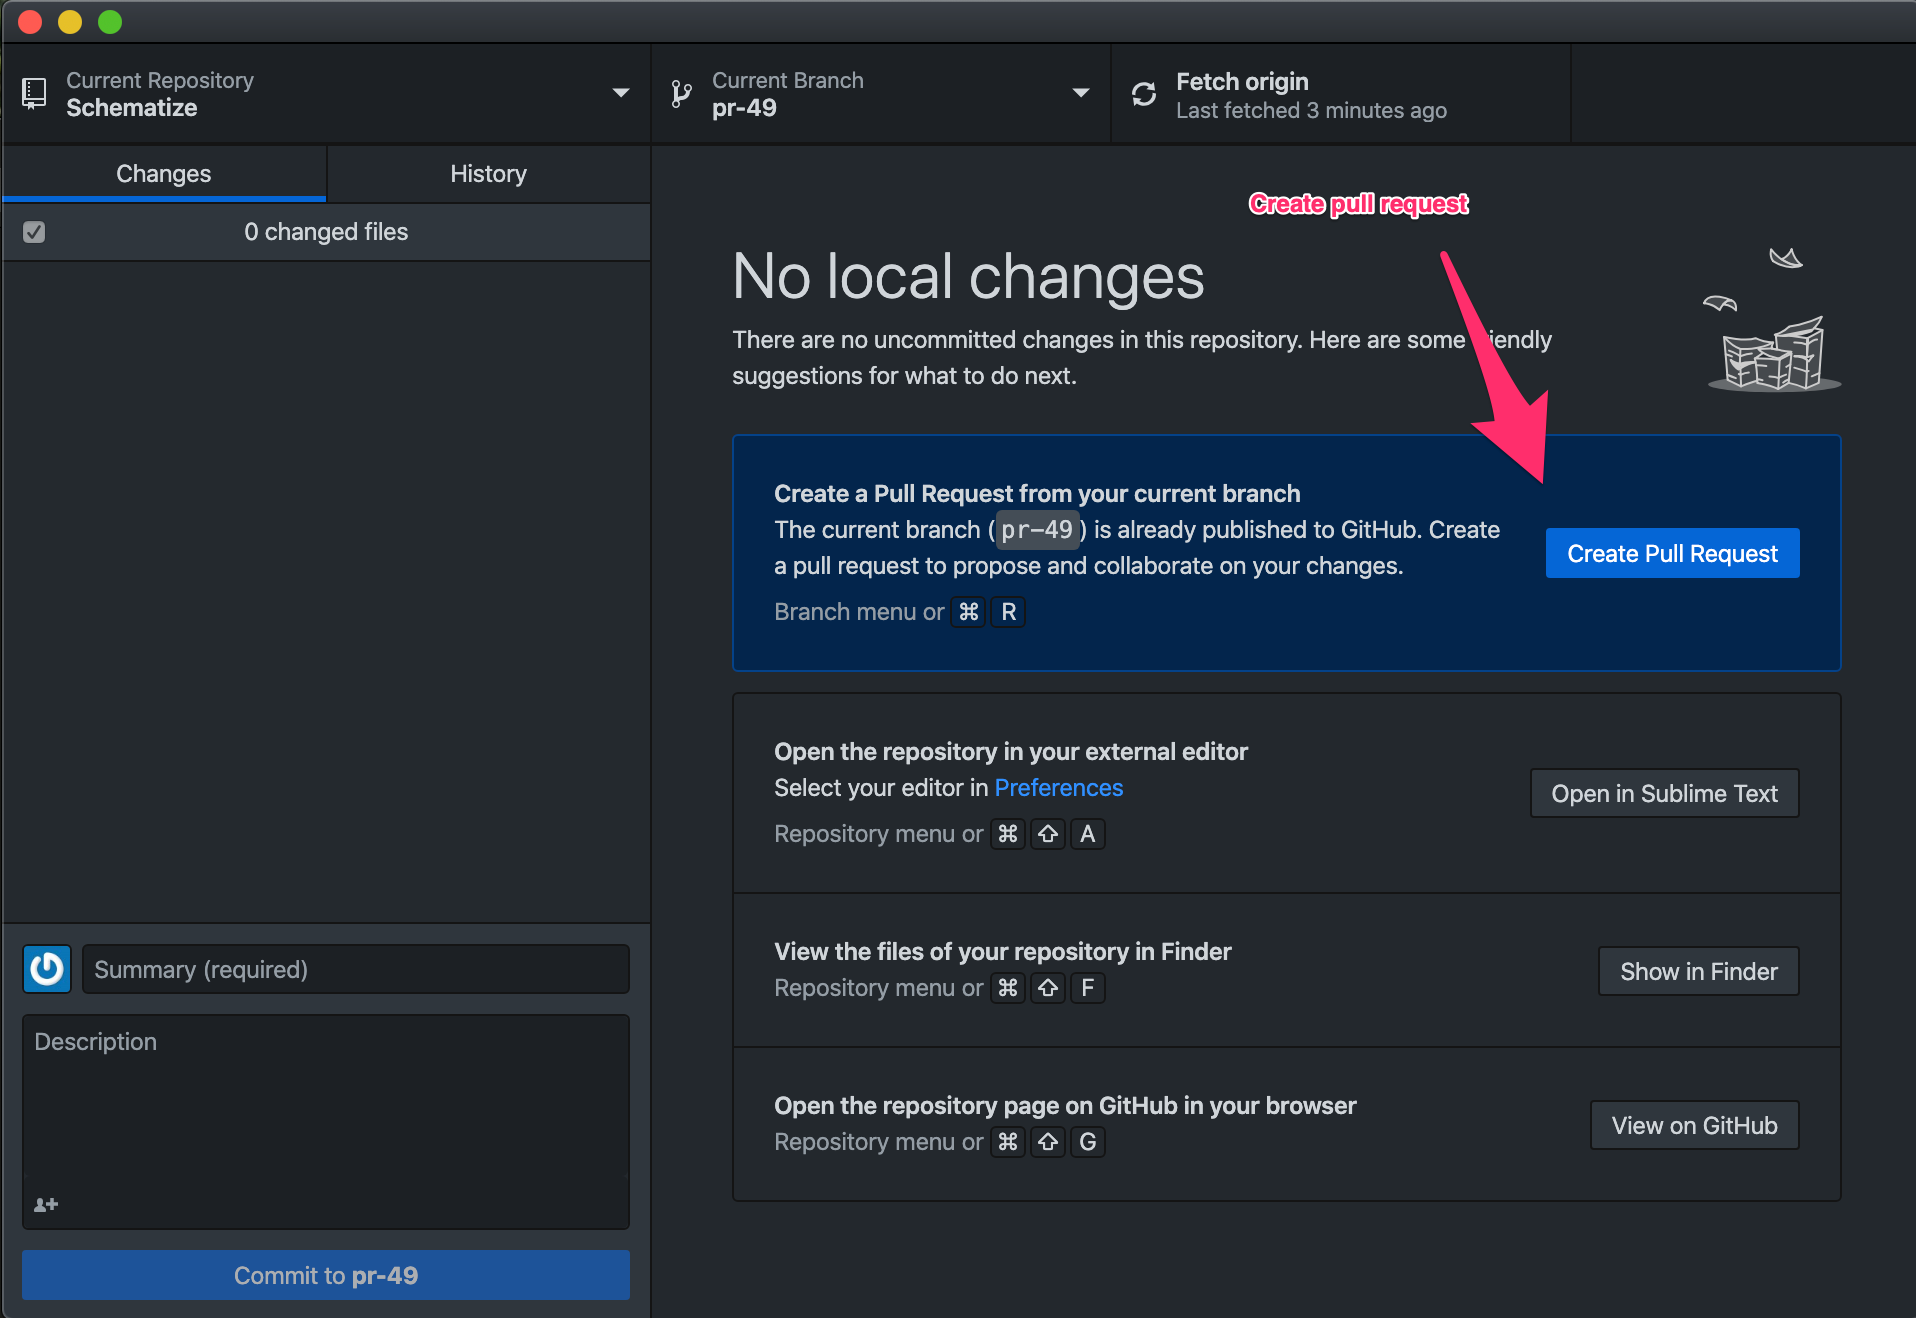 Current Repository
Schematize
Current Branch
pr-49
Fetch origin
Last fetched 3 minutes ago
Changes
History
0 changed files
Create pull request
No local changes
There are no uncommitted changes in this repository. Here are some iendly
suggestions for what to do next.
Create a Pull Request from your current branch
The current branch (pr-49) is already published to GitHub. Create
a pull request to propose and collaborate on your changes.
Branch menu or ⌘ R
Create Pull Request
Open the repository in your external editor
Select your editor in Preferences
Repository menu or ⌘ ⇧ A
Open in Sublime Text
View the files of your repository in Finder
Repository menu or ⌘ ⇧ F
Show in Finder
Open the repository page on GitHub in your browser
Repository menu or ⌘ ⇧ G
View on GitHub
Summary (required)
Description
Commit to pr-49